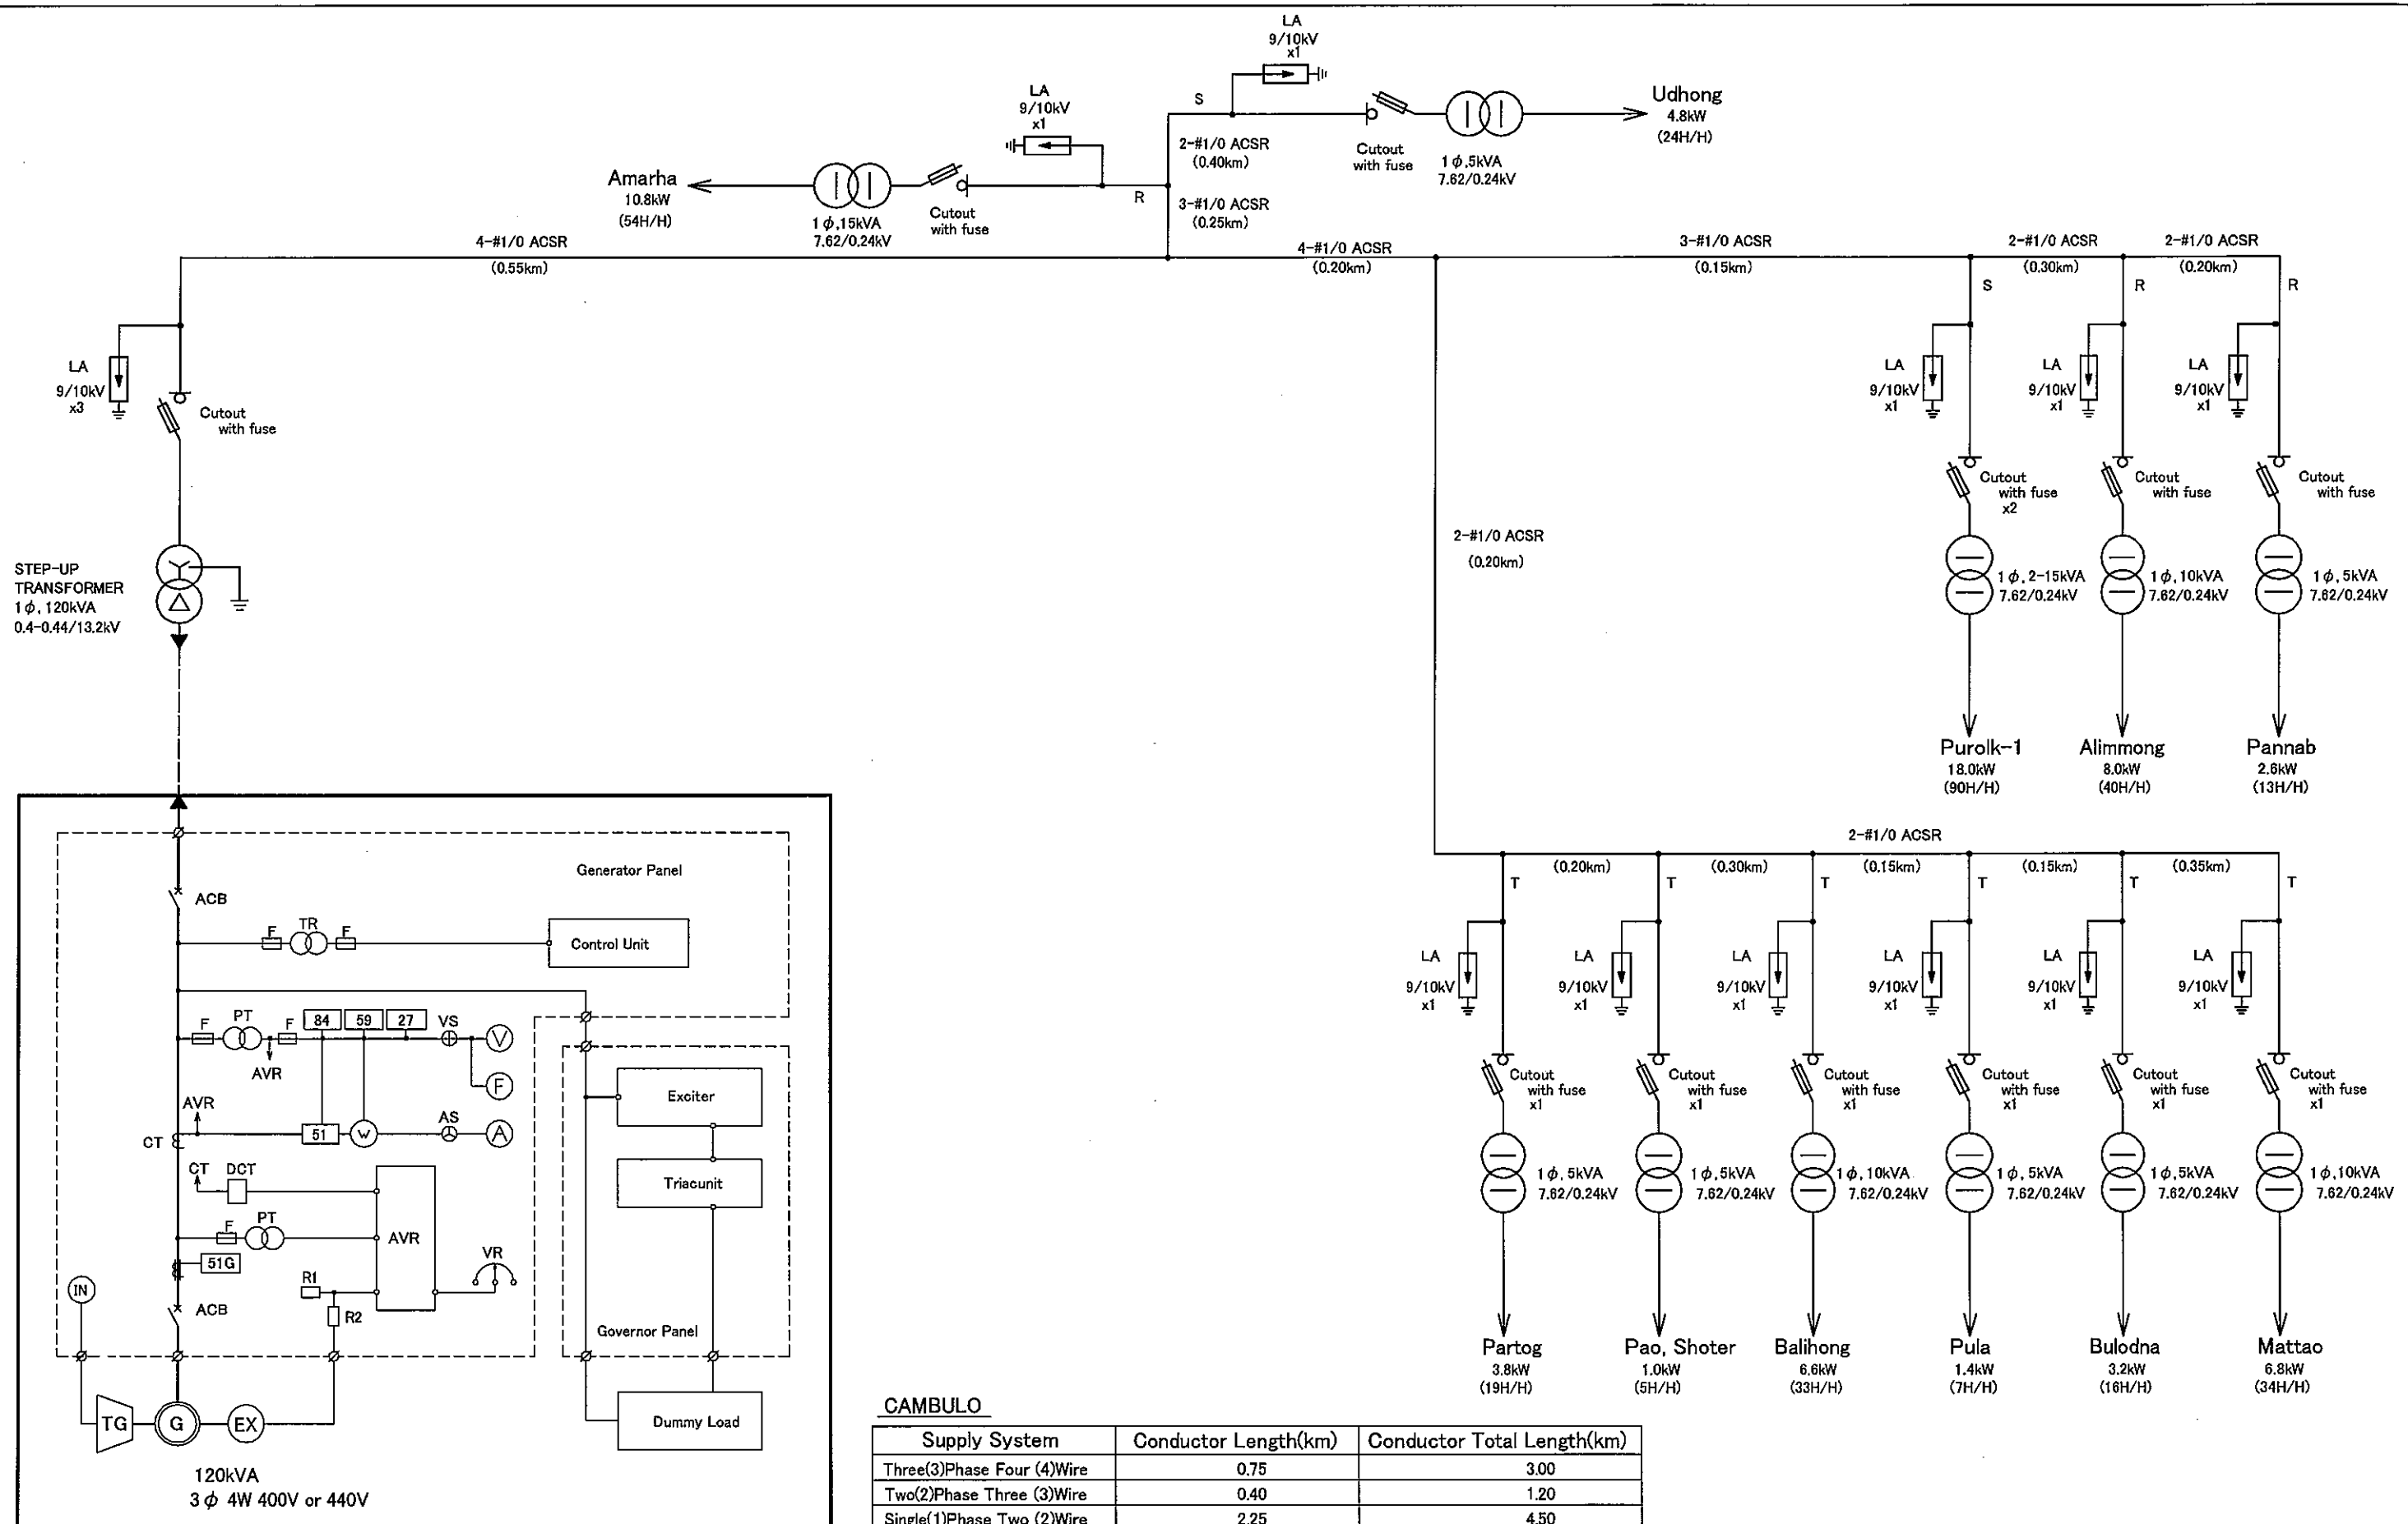 LA
9/10kV
x1
S
Udhong
4.8kW
(24H/H)
LA
9/10kV
x1
2-#1/0 ACSR
(0.40km)
Cutout
with fuse
1ϕ,5kVA
7.62/0.24kV
Amarha
10.8kW
(54H/H)
R
3-#1/0 ACSR
(0.25km)
1ϕ,15kVA
7.62/0.24kV
Cutout
with fuse
4-#1/0 ACSR
(0.55km)
4-#1/0 ACSR
(0.20km)
3-#1/0 ACSR
(0.15km)
2-#1/0 ACSR
(0.30km)
2-#1/0 ACSR
(0.20km)
S
R
R
LA
9/10kV
x3
Cutout
with fuse
LA
9/10kV
x1
LA
9/10kV
x1
LA
9/10kV
x1
Cutout
with fuse
x2
Cutout
with fuse
Cutout
with fuse
2-#1/0 ACSR
(0.20km)
STEP-UP
TRANSFORMER
1ϕ, 120kVA
0.4-0.44/13.2kV
1ϕ, 2-15kVA
7.62/0.24kV
1ϕ, 10kVA
7.62/0.24kV
1ϕ, 5kVA
7.62/0.24kV
Purolk-1
18.0kW
(90H/H)
Alimmong
8.0kW
(40H/H)
Pannab
2.6kW
(13H/H)
2-#1/0 ACSR
(0.20km)
(0.30km)
(0.15km)
(0.15km)
(0.35km)
T
T
T
T
T
T
LA
9/10kV
x1
LA
9/10kV
x1
LA
9/10kV
x1
LA
9/10kV
x1
LA
9/10kV
x1
LA
9/10kV
x1
Cutout
with fuse
x1
Cutout
with fuse
x1
Cutout
with fuse
x1
Cutout
with fuse
x1
Cutout
with fuse
x1
Cutout
with fuse
x1
1ϕ, 5kVA
7.62/0.24kV
1ϕ,5kVA
7.62/0.24kV
1ϕ, 10kVA
7.62/0.24kV
1ϕ, 5kVA
7.62/0.24kV
1ϕ,5kVA
7.62/0.24kV
1ϕ,10kVA
7.62/0.24kV
Partog
3.8kW
(19H/H)
Pao, Shoter
1.0kW
(5H/H)
Balihong
6.6kW
(33H/H)
Pula
1.4kW
(7H/H)
Bulodna
3.2kW
(16H/H)
Mattao
6.8kW
(34H/H)
Generator Panel
ACB
F TR F
Control Unit
F PT F 84 59 27 VS V
AVR
F
AVR
CT 51 W AS A
CT DCT
F PT
AVR
51G
VR
IN
R1
R2
ACB
Exciter
Triacunit
Governor Panel
Dummy Load
TG G EX
120kVA
3ϕ 4W 400V or 440V
CAMBULO
Supply System Conductor Length(km) Conductor Total Length(km)
Three(3)Phase Four (4)Wire 0.75 3.00
Two(2)Phase Three (3)Wire 0.40 1.20
Single(1)Phase Two (2)Wire 2.25 4.50